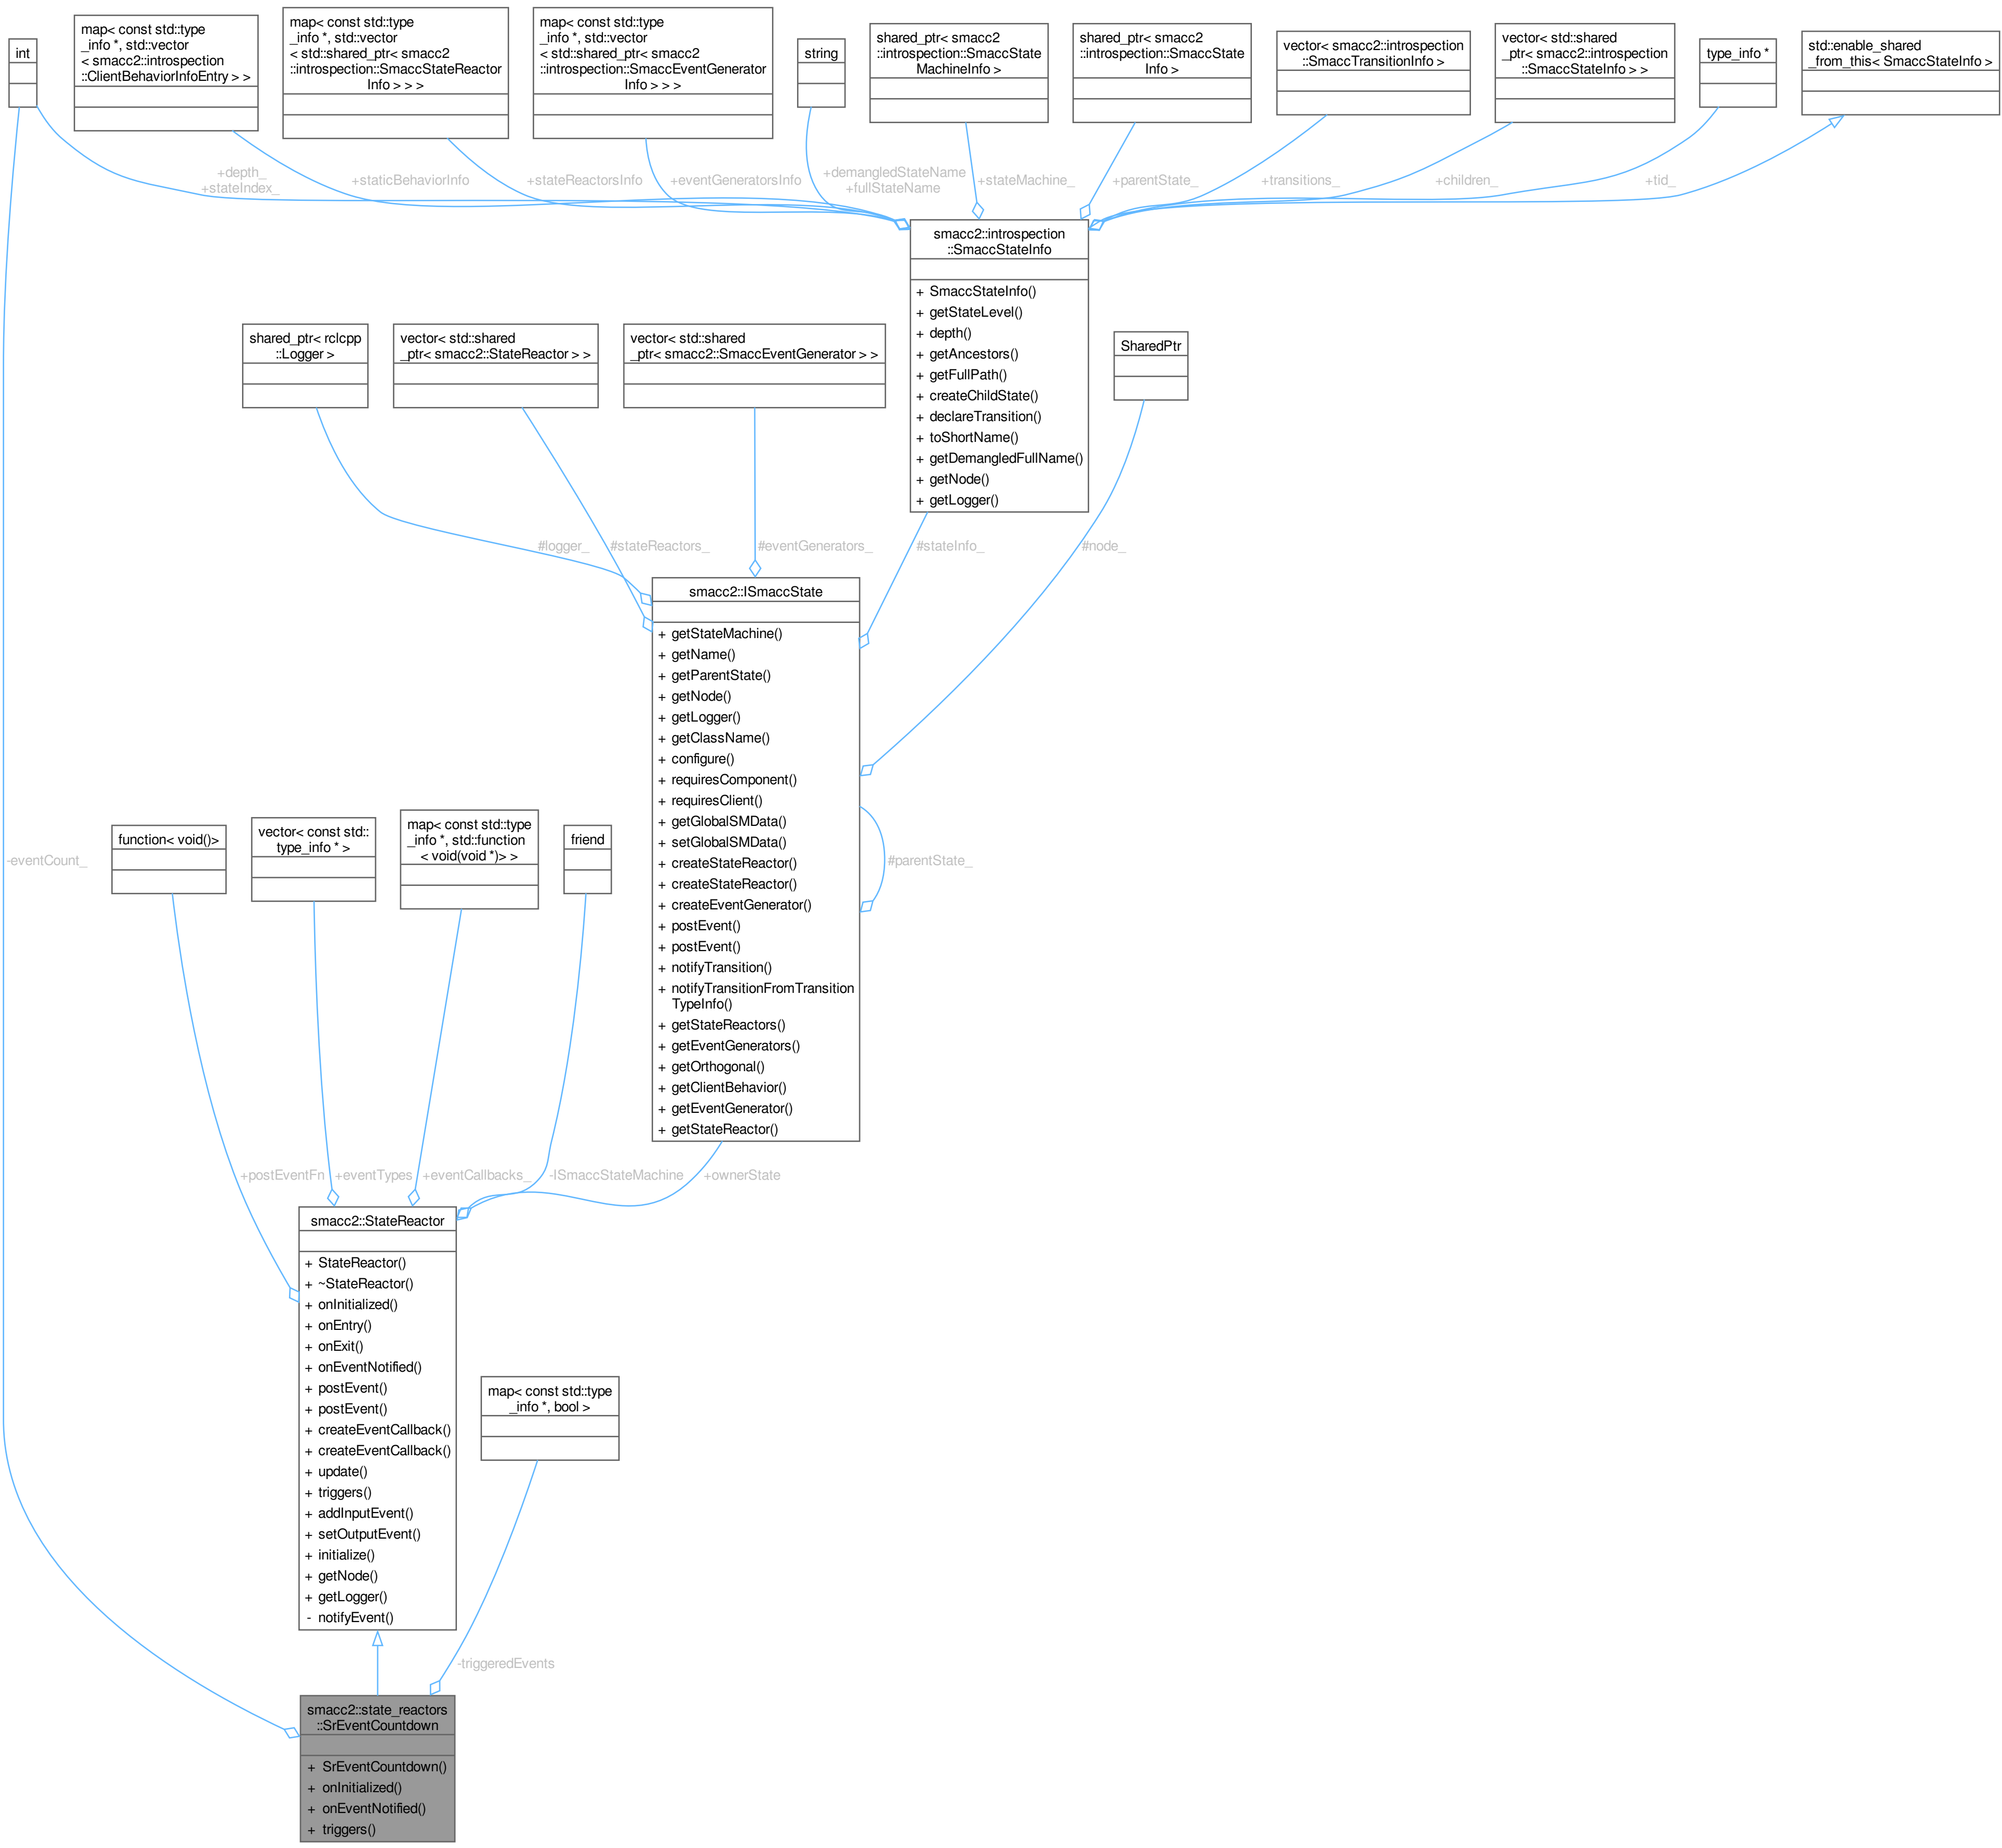 int
map< const std::type
_info *, std::vector
< smacc2::introspection
::ClientBehaviorInfoEntry > >
map< const std::type
_info *, std::vector
< std::shared_ptr< smacc2
::introspection::SmaccStateReactor
Info > > >
map< const std::type
_info *, std::vector
< std::shared_ptr< smacc2
::introspection::SmaccEventGenerator
Info > > >
string
shared_ptr< smacc2
::introspection::SmaccState
MachineInfo >
shared_ptr< smacc2
::introspection::SmaccState
Info >
vector< smacc2::introspection
::SmaccTransitionInfo >
vector< std::shared
_ptr< smacc2::introspection
::SmaccStateInfo > >
type_info *
std::enable_shared
_from_this< SmaccStateInfo >
+depth_
+stateIndex_
+staticBehaviorInfo
+stateReactorsInfo
+eventGeneratorsInfo
+demangledStateName
+fullStateName
+stateMachine_
+parentState_
+transitions_
+children_
+tid_
smacc2::introspection
::SmaccStateInfo
+ SmaccStateInfo()
+ getStateLevel()
+ depth()
+ getAncestors()
+ getFullPath()
+ createChildState()
+ declareTransition()
+ toShortName()
+ getDemangledFullName()
+ getNode()
+ getLogger()
shared_ptr< rclcpp
::Logger >
vector< std::shared
_ptr< smacc2::StateReactor > >
vector< std::shared
_ptr< smacc2::SmaccEventGenerator > >
SharedPtr
#logger_
#stateReactors_
#eventGenerators_
#stateInfo_
#node_
smacc2::ISmaccState
+ getStateMachine()
+ getName()
+ getParentState()
+ getNode()
+ getLogger()
+ getClassName()
+ configure()
+ requiresComponent()
+ requiresClient()
+ getGlobalSMData()
+ setGlobalSMData()
+ createStateReactor()
+ createStateReactor()
+ createEventGenerator()
+ postEvent()
+ postEvent()
+ notifyTransition()
+ notifyTransitionFromTransition
TypeInfo()
+ getStateReactors()
+ getEventGenerators()
+ getOrthogonal()
+ getClientBehavior()
+ getEventGenerator()
+ getStateReactor()
#parentState_
-eventCount_
function< void()>
vector< const std::
type_info * >
map< const std::type
_info *, std::function
< void(void *)> >
friend
+postEventFn
+eventTypes
+eventCallbacks_
-ISmaccStateMachine
+ownerState
smacc2::StateReactor
+ StateReactor()
+ ~StateReactor()
+ onInitialized()
+ onEntry()
+ onExit()
+ onEventNotified()
+ postEvent()
+ postEvent()
+ createEventCallback()
+ createEventCallback()
+ update()
+ triggers()
+ addInputEvent()
+ setOutputEvent()
+ initialize()
+ getNode()
+ getLogger()
- notifyEvent()
map< const std::type
_info *, bool >
-triggeredEvents
smacc2::state_reactors
::SrEventCountdown
+ SrEventCountdown()
+ onInitialized()
+ onEventNotified()
+ triggers()